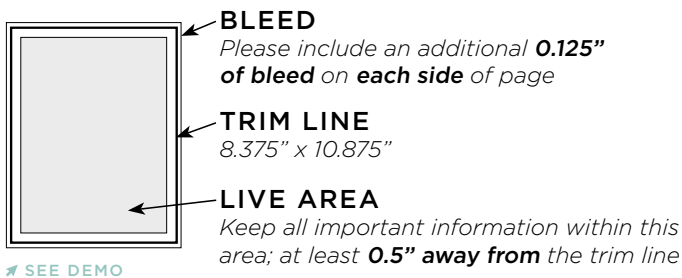 BLEED
Please include an additional 0.125”
of bleed on each side of page
TRIM LINE
8.375” x 10.875”
LIVE AREA
Keep all important information within this
area; at least 0.5” away from the trim line
SEE DEMO